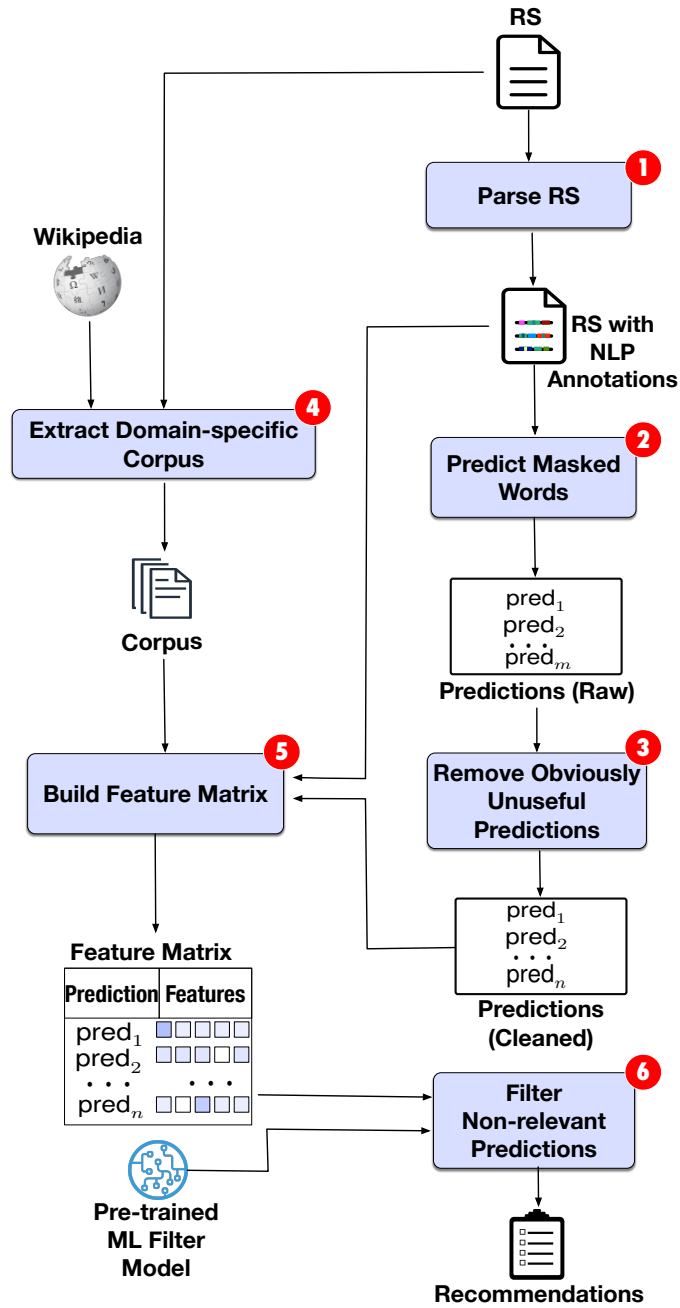 RS
1
Parse RS
Wikipedia
RS with
NLP
Annotations
4
Extract Domain-specific
Corpus
2
Predict Masked
Words
Corpus
pred₁
pred₂
. . .
predₘ
Predictions (Raw)
5
Build Feature Matrix
3
Remove Obviously
Unuseful
Predictions
pred₁
pred₂
. . .
predₙ
Predictions
(Cleaned)
Feature Matrix
Prediction Features
pred₁
pred₂
. . . . . .
predₙ
6
Filter
Non-relevant
Predictions
Pre-trained
ML Filter
Model
Recommendations